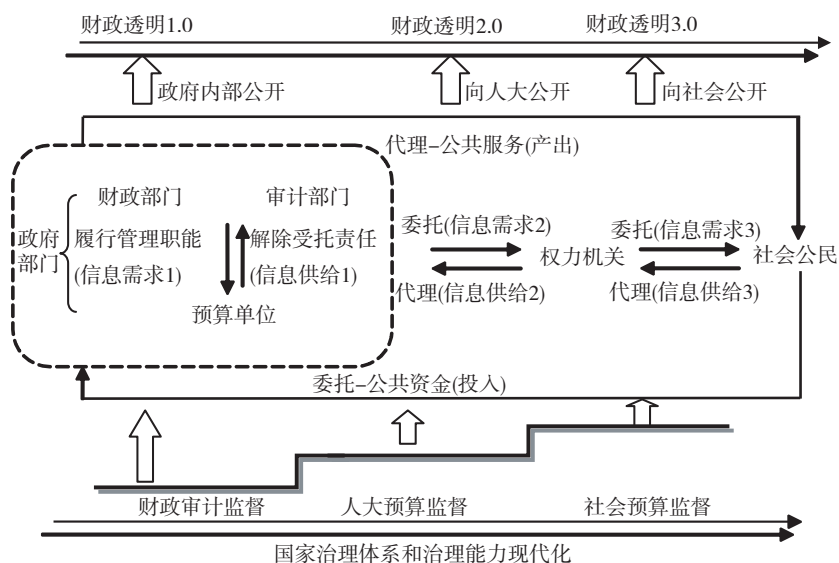 财政透明1.0 财政透明2.0 财政透明3.0
政府内部公开 向人大公开 向社会公开
代理-公共服务(产出)
财政部门 审计部门
政府部门
履行管理职能 解除受托责任
(信息需求1) (信息供给1)
预算单位
委托(信息需求2) 委托(信息需求3)
权力机关 社会公民
代理(信息供给2) 代理(信息供给3)
委托-公共资金(投入)
财政审计监督 人大预算监督 社会预算监督
国家治理体系和治理能力现代化